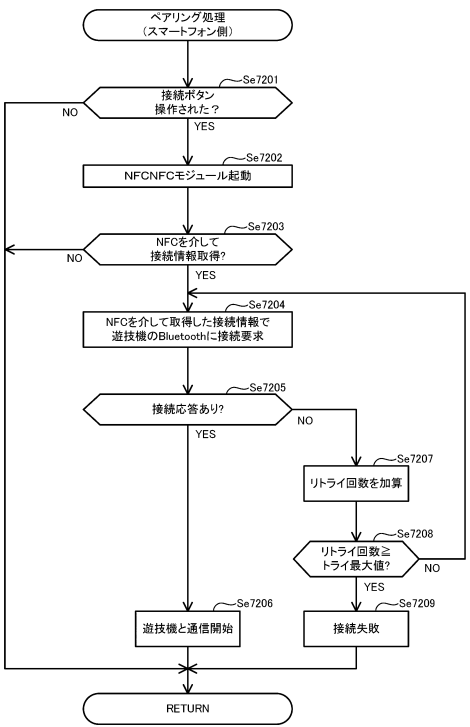 ペアリング処理
(スマートフォン側)
Se7201
接続ボタン
操作された?
NO
YES
Se7202
NFCNFCモジュール起動
Se7203
NFCを介して
接続情報取得?
NO
YES
Se7204
NFCを介して取得した接続情報で
遊技機のBluetoothに接続要求
Se7205
接続応答あり?
NO
YES
Se7207
リトライ回数を加算
Se7208
リトライ回数≧
トライ最大値?
NO
YES
Se7206
遊技機と通信開始
Se7209
接続失敗
RETURN